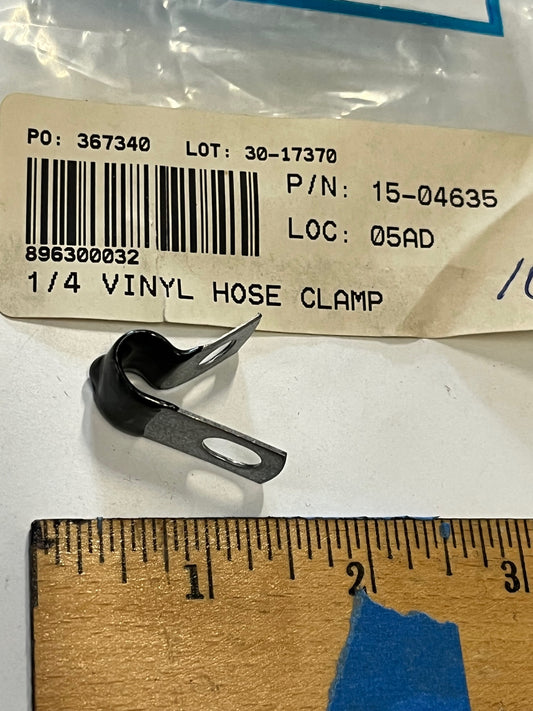 PO: 367340 LOT: 30-17370
P/N: 15-04635
LOC: 05AD
896300032
1/4 VINYL HOSE CLAMP
1 2 3